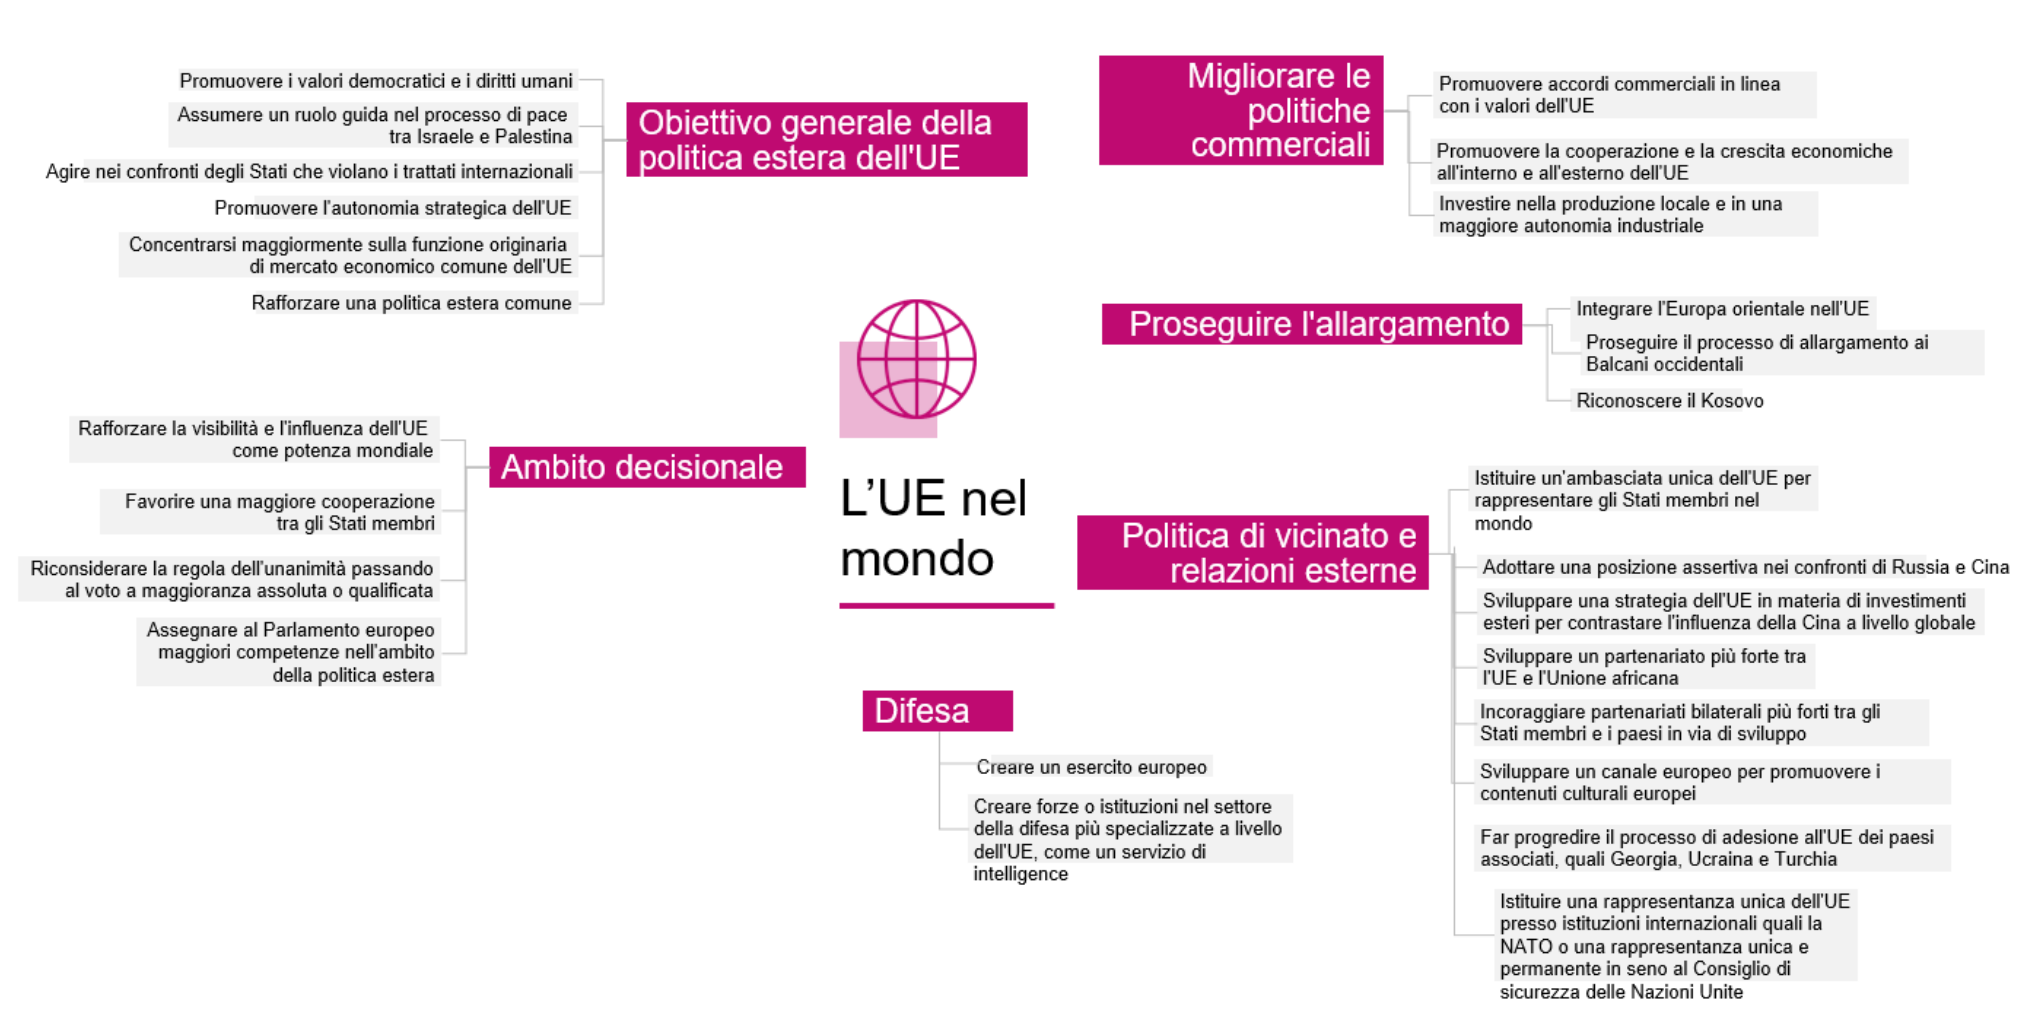 Promuovere i valori democratici e i diritti umani
Assumere un ruolo guida nel processo di pace
tra Israele e Palestina
Agire nei confronti degli Stati che violano i trattati internazionali
Promuovere l'autonomia strategica dell'UE
Concentrarsi maggiormente sulla funzione originaria
di mercato economico comune dell'UE
Rafforzare una politica estera comune
Obiettivo generale della
politica estera dell'UE
Migliorare le
politiche
commerciali
Promuovere accordi commerciali in linea
con i valori dell'UE
Promuovere la cooperazione e la crescita economiche
all'interno e all'esterno dell'UE
Investire nella produzione locale e in una
maggiore autonomia industriale
Proseguire l'allargamento
Integrare l'Europa orientale nell'UE
Proseguire il processo di allargamento ai
Balcani occidentali
Riconoscere il Kosovo
Rafforzare la visibilità e l'influenza dell'UE
come potenza mondiale
Favorire una maggiore cooperazione
tra gli Stati membri
Riconsiderare la regola dell'unanimità passando
al voto a maggioranza assoluta o qualificata
Assegnare al Parlamento europeo
maggiori competenze nell'ambito
della politica estera
Ambito decisionale
L'UE nel
mondo
Politica di vicinato e
relazioni esterne
Istituire un'ambasciata unica dell'UE per
rappresentare gli Stati membri nel
mondo
Adottare una posizione assertiva nei confronti di Russia e Cina
Sviluppare una strategia dell'UE in materia di investimenti
esteri per contrastare l'influenza della Cina a livello globale
Sviluppare un partenariato più forte tra
l'UE e l'Unione africana
Incoraggiare partenariati bilaterali più forti tra gli
Stati membri e i paesi in via di sviluppo
Sviluppare un canale europeo per promuovere i
contenuti culturali europei
Far progredire il processo di adesione all'UE dei paesi
associati, quali Georgia, Ucraina e Turchia
Istituire una rappresentanza unica dell'UE
presso istituzioni internazionali quali la
NATO o una rappresentanza unica e
permanente in seno al Consiglio di
sicurezza delle Nazioni Unite
Difesa
Creare un esercito europeo
Creare forze o istituzioni nel settore
della difesa più specializzate a livello
dell'UE, come un servizio di
intelligence